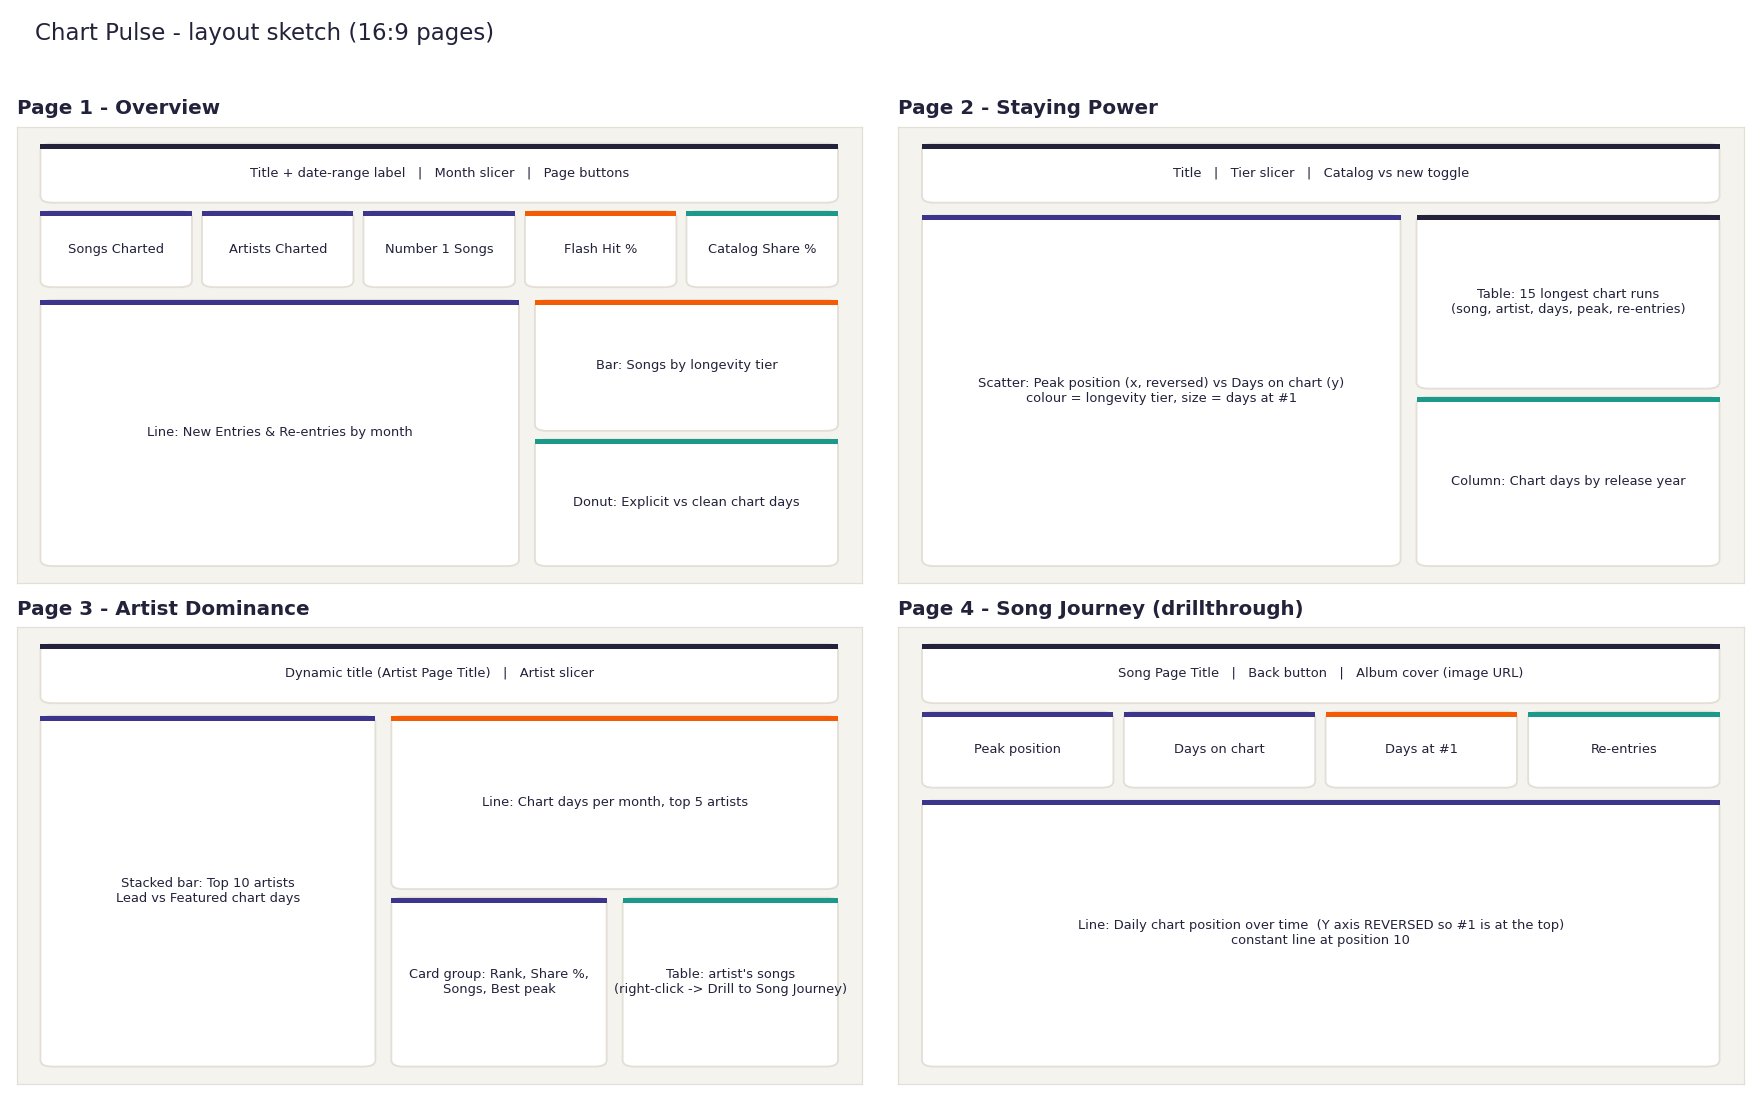 Chart Pulse - layout sketch (16:9 pages)
Page 1 - Overview
Title + date-range label | Month slicer | Page buttons
Songs Charted
Artists Charted
Number 1 Songs
Flash Hit %
Catalog Share %
Line: New Entries & Re-entries by month
Bar: Songs by longevity tier
Donut: Explicit vs clean chart days
Page 2 - Staying Power
Title | Tier slicer | Catalog vs new toggle
Scatter: Peak position (x, reversed) vs Days on chart (y)
colour = longevity tier, size = days at #1
Table: 15 longest chart runs
(song, artist, days, peak, re-entries)
Column: Chart days by release year
Page 3 - Artist Dominance
Dynamic title (Artist Page Title) | Artist slicer
Stacked bar: Top 10 artists
Lead vs Featured chart days
Line: Chart days per month, top 5 artists
Card group: Rank, Share %,
Songs, Best peak
Table: artist's songs
(right-click -> Drill to Song Journey)
Page 4 - Song Journey (drillthrough)
Song Page Title | Back button | Album cover (image URL)
Peak position
Days on chart
Days at #1
Re-entries
Line: Daily chart position over time  (Y axis REVERSED so #1 is at the top)
constant line at position 10